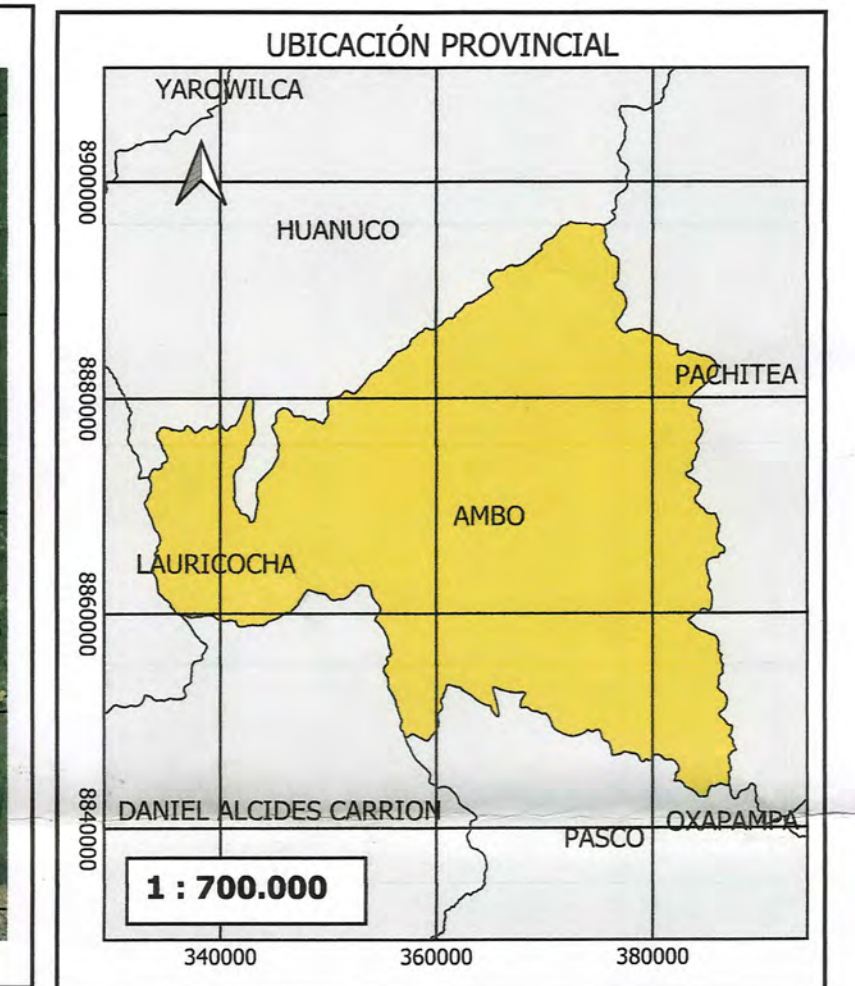 UBICACIÓN PROVINCIAL
YAROWILCA
8900000
HUANUCO
8880000
PACHITEA
AMBO
LAURICOCHA
8860000
DANIEL ALCIDES CARRION
OXAPAMPA
PASCO
8840000
1 : 700.000
340000 360000 380000